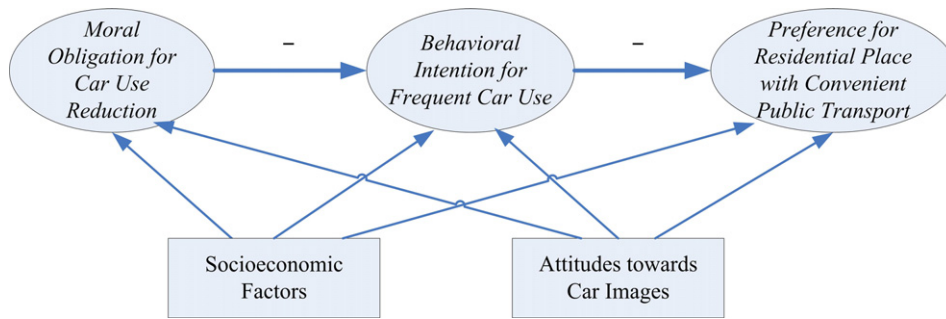 Moral
Obligation for
Car Use
Reduction
–
Behavioral
Intention for
Frequent Car Use
–
Preference for
Residential Place
with Convenient
Public Transport
Socioeconomic
Factors
Attitudes towards
Car Images